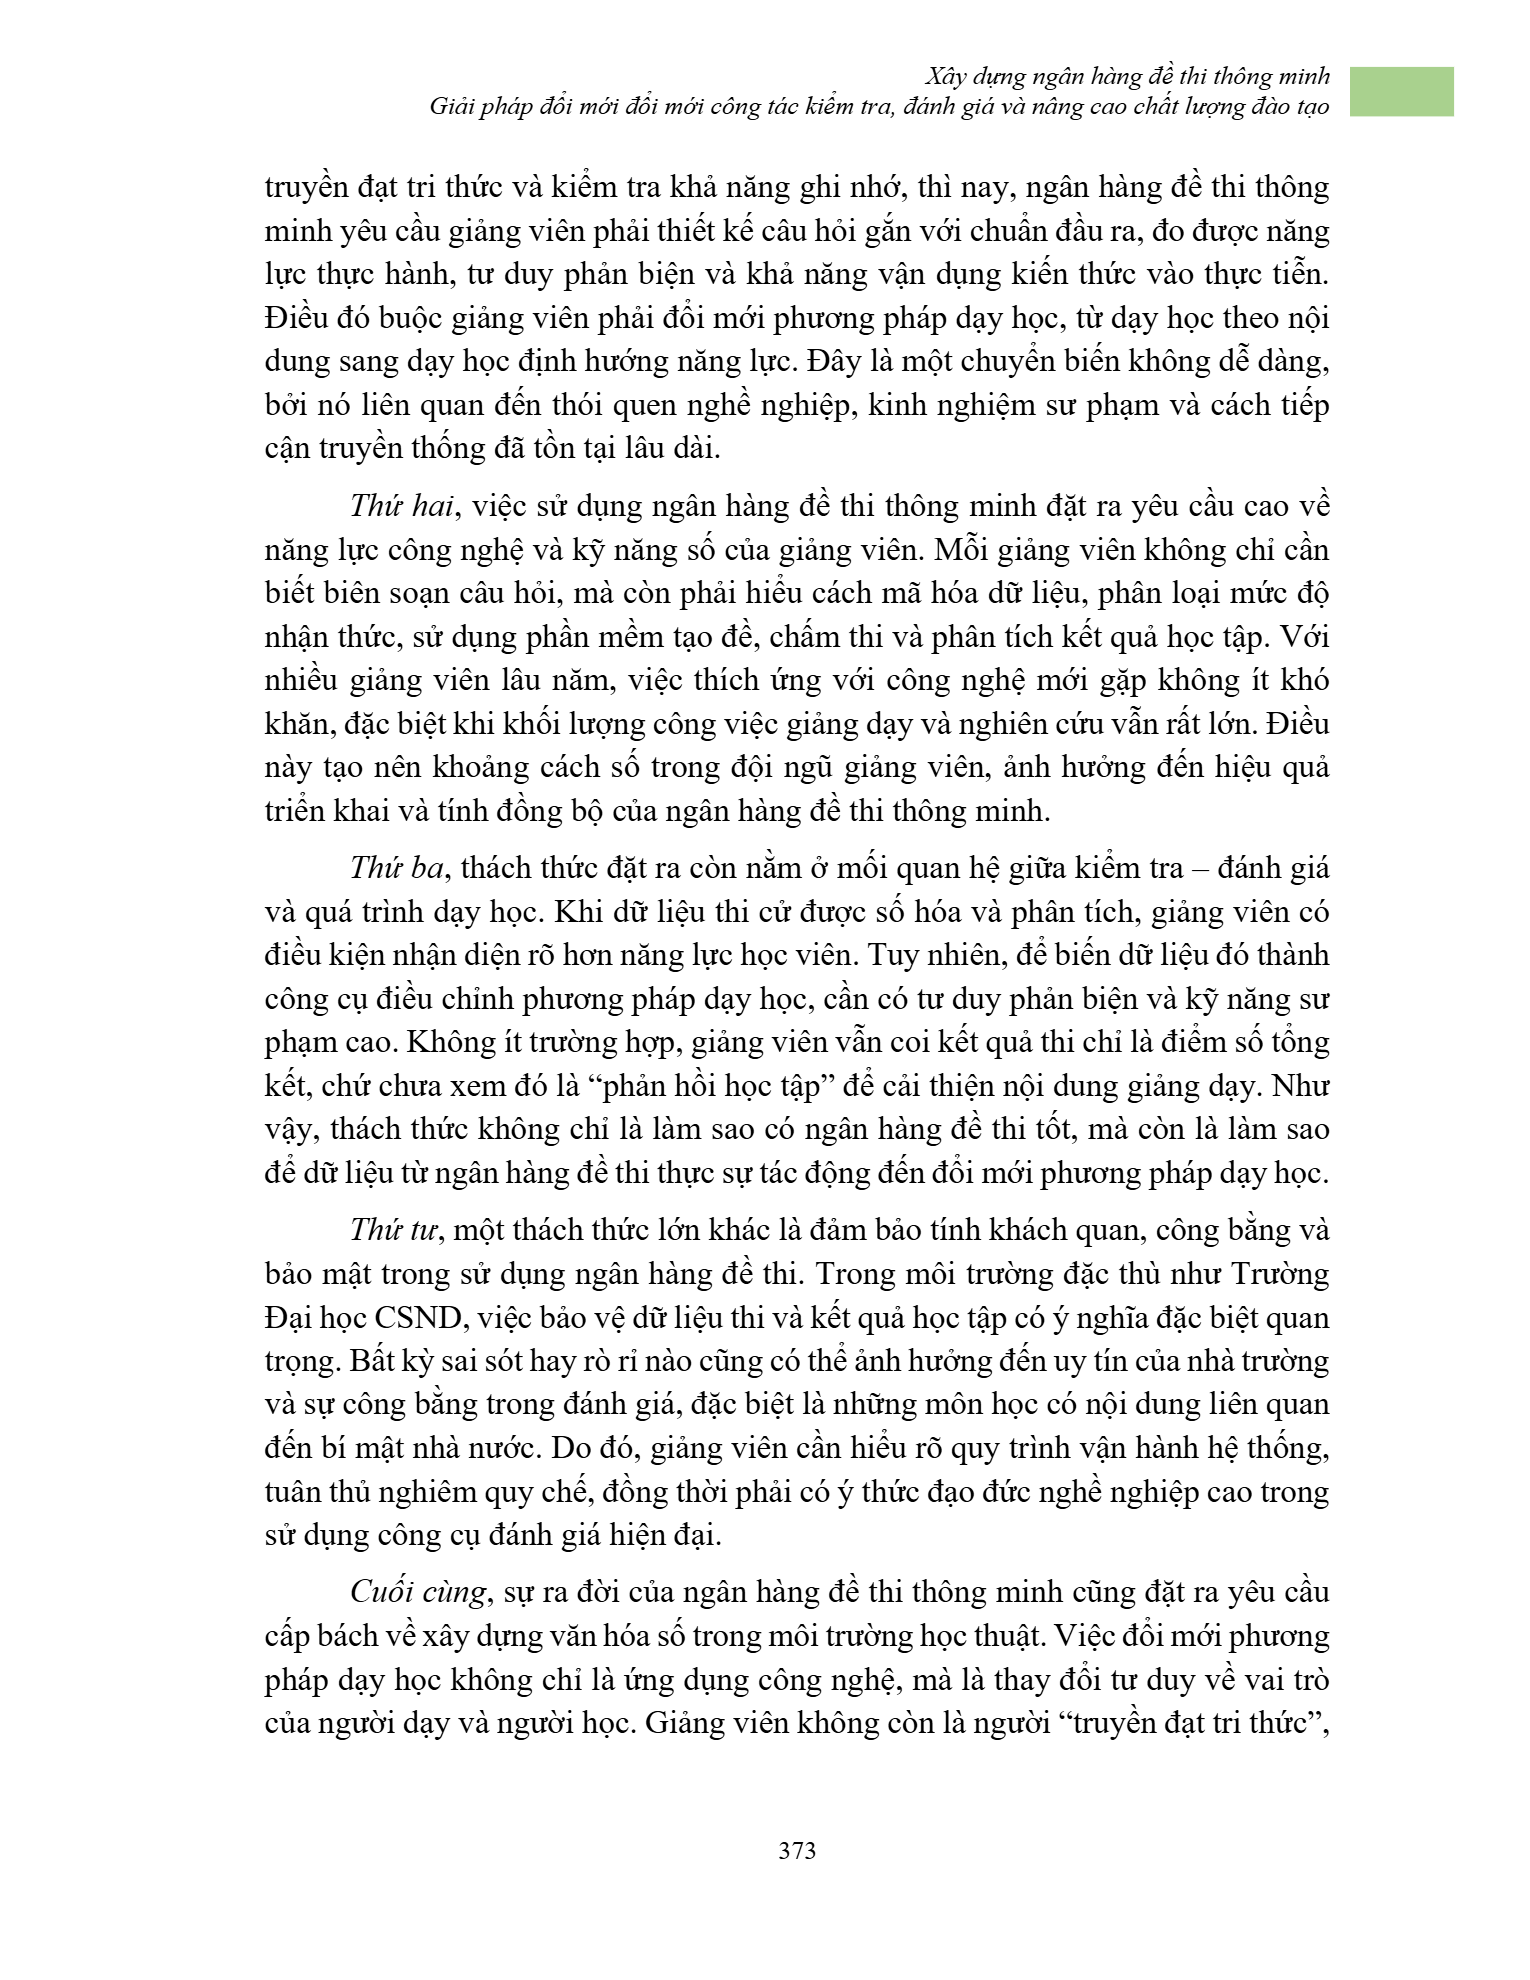 Xây dựng ngân hàng đề thi thông minh
Giải pháp đổi mới đổi mới công tác kiểm tra, đánh giá và nâng cao chất lượng đào tạo
truyền đạt tri thức và kiểm tra khả năng ghi nhớ, thì nay, ngân hàng đề thi thông
minh yêu cầu giảng viên phải thiết kế câu hỏi gắn với chuẩn đầu ra, đo được năng
lực thực hành, tư duy phản biện và khả năng vận dụng kiến thức vào thực tiễn.
Điều đó buộc giảng viên phải đổi mới phương pháp dạy học, từ dạy học theo nội
dung sang dạy học định hướng năng lực. Đây là một chuyển biến không dễ dàng,
bởi nó liên quan đến thói quen nghề nghiệp, kinh nghiệm sư phạm và cách tiếp
cận truyền thống đã tồn tại lâu dài.
Thứ hai, việc sử dụng ngân hàng đề thi thông minh đặt ra yêu cầu cao về
năng lực công nghệ và kỹ năng số của giảng viên. Mỗi giảng viên không chỉ cần
biết biên soạn câu hỏi, mà còn phải hiểu cách mã hóa dữ liệu, phân loại mức độ
nhận thức, sử dụng phần mềm tạo đề, chấm thi và phân tích kết quả học tập. Với
nhiều giảng viên lâu năm, việc thích ứng với công nghệ mới gặp không ít khó
khăn, đặc biệt khi khối lượng công việc giảng dạy và nghiên cứu vẫn rất lớn. Điều
này tạo nên khoảng cách số trong đội ngũ giảng viên, ảnh hưởng đến hiệu quả
triển khai và tính đồng bộ của ngân hàng đề thi thông minh.
Thứ ba, thách thức đặt ra còn nằm ở mối quan hệ giữa kiểm tra – đánh giá
và quá trình dạy học. Khi dữ liệu thi cử được số hóa và phân tích, giảng viên có
điều kiện nhận diện rõ hơn năng lực học viên. Tuy nhiên, để biến dữ liệu đó thành
công cụ điều chỉnh phương pháp dạy học, cần có tư duy phản biện và kỹ năng sư
phạm cao. Không ít trường hợp, giảng viên vẫn coi kết quả thi chỉ là điểm số tổng
kết, chứ chưa xem đó là “phản hồi học tập” để cải thiện nội dung giảng dạy. Như
vậy, thách thức không chỉ là làm sao có ngân hàng đề thi tốt, mà còn là làm sao
để dữ liệu từ ngân hàng đề thi thực sự tác động đến đổi mới phương pháp dạy học.
Thứ tư, một thách thức lớn khác là đảm bảo tính khách quan, công bằng và
bảo mật trong sử dụng ngân hàng đề thi. Trong môi trường đặc thù như Trường
Đại học CSND, việc bảo vệ dữ liệu thi và kết quả học tập có ý nghĩa đặc biệt quan
trọng. Bất kỳ sai sót hay rò rỉ nào cũng có thể ảnh hưởng đến uy tín của nhà trường
và sự công bằng trong đánh giá, đặc biệt là những môn học có nội dung liên quan
đến bí mật nhà nước. Do đó, giảng viên cần hiểu rõ quy trình vận hành hệ thống,
tuân thủ nghiêm quy chế, đồng thời phải có ý thức đạo đức nghề nghiệp cao trong
sử dụng công cụ đánh giá hiện đại.
Cuối cùng, sự ra đời của ngân hàng đề thi thông minh cũng đặt ra yêu cầu
cấp bách về xây dựng văn hóa số trong môi trường học thuật. Việc đổi mới phương
pháp dạy học không chỉ là ứng dụng công nghệ, mà là thay đổi tư duy về vai trò
của người dạy và người học. Giảng viên không còn là người “truyền đạt tri thức”,
373